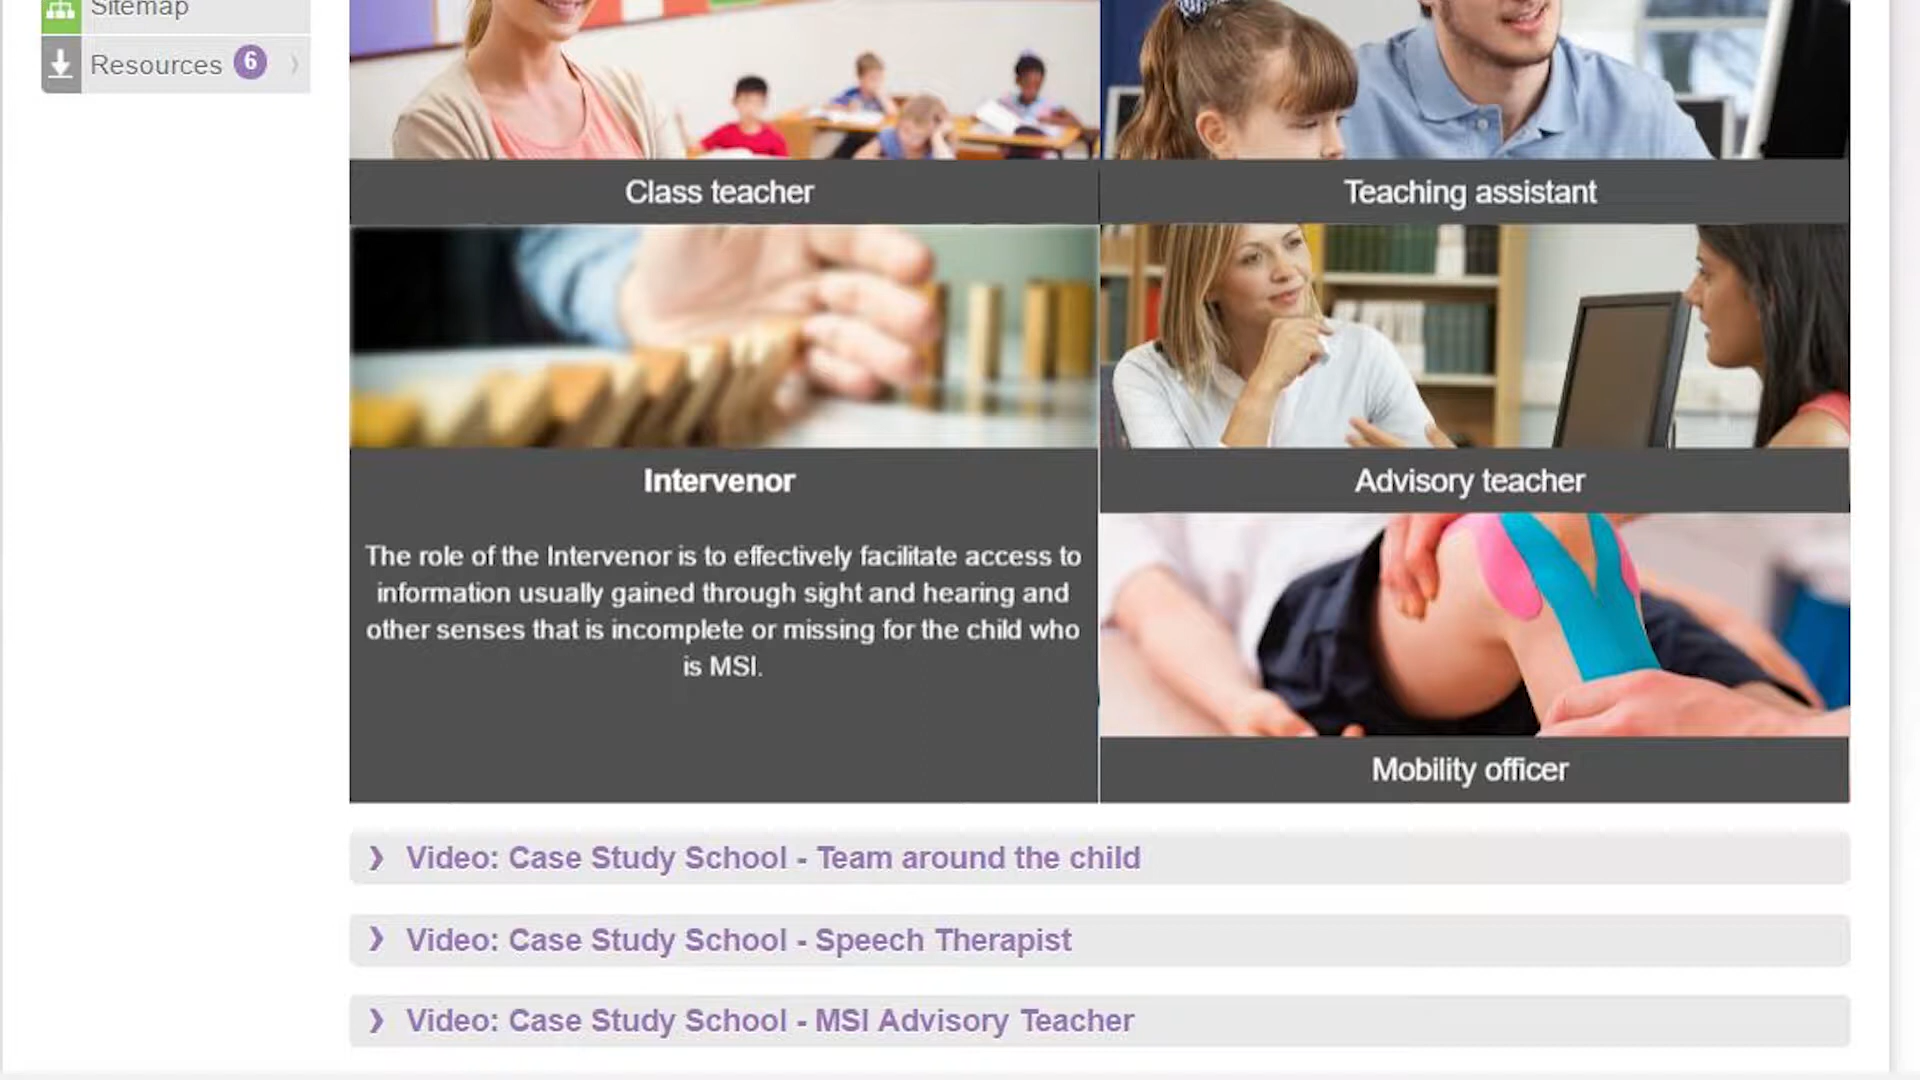 Sitemap
Resources 6
Class teacher
Teaching assistant
Intervenor
The role of the Intervenor is to effectively facilitate access to
information usually gained through sight and hearing and
other senses that is incomplete or missing for the child who
is MSI.
Advisory teacher
Mobility officer
Video: Case Study School - Team around the child
Video: Case Study School - Speech Therapist
Video: Case Study School - MSI Advisory Teacher